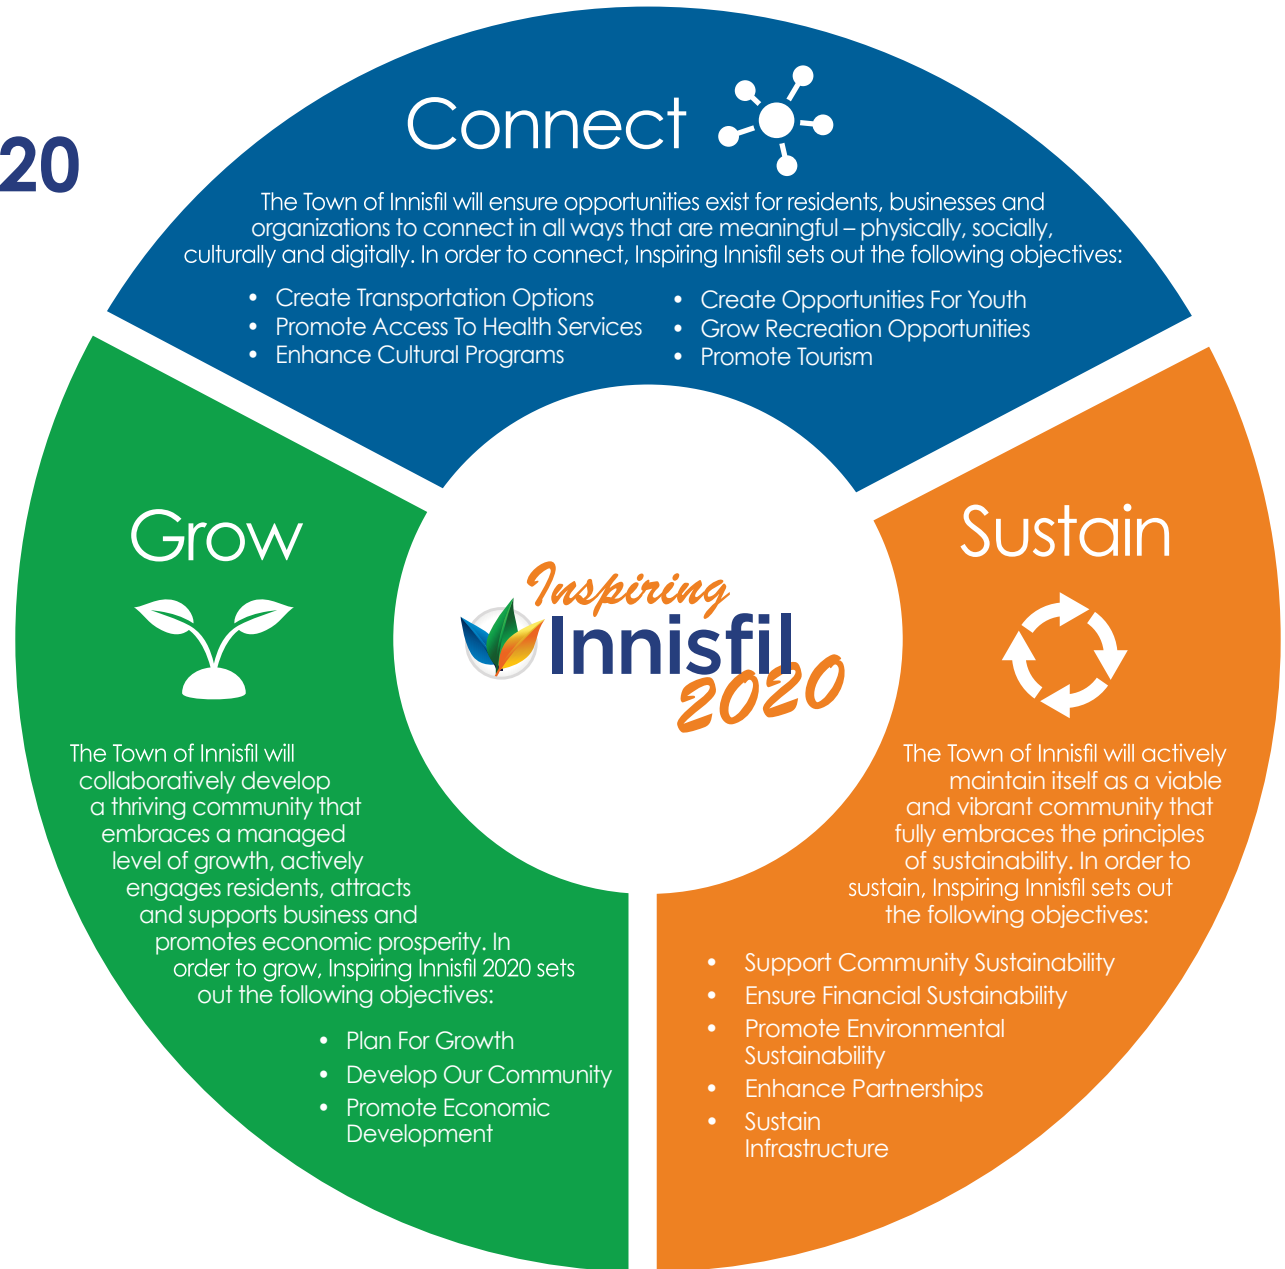 20
Connect
The Town of Innisfil will ensure opportunities exist for residents, businesses and
organizations to connect in all ways that are meaningful – physically, socially,
culturally and digitally. In order to connect, Inspiring Innisfil sets out the following objectives:
• Create Transportation Options
• Promote Access To Health Services
• Enhance Cultural Programs
• Create Opportunities For Youth
• Grow Recreation Opportunities
• Promote Tourism
Grow
The Town of Innisfil will
collaboratively develop
a thriving community that
embraces a managed
level of growth, actively
engages residents, attracts
and supports business and
promotes economic prosperity. In
order to grow, Inspiring Innisfil 2020 sets
out the following objectives:
• Plan For Growth
• Develop Our Community
• Promote Economic
Development
Inspiring
Innisfil
2020
Sustain
The Town of Innisfil will actively
maintain itself as a viable
and vibrant community that
fully embraces the principles
of sustainability. In order to
sustain, Inspiring Innisfil sets out
the following objectives:
• Support Community Sustainability
• Ensure Financial Sustainability
• Promote Environmental
Sustainability
• Enhance Partnerships
• Sustain
Infrastructure